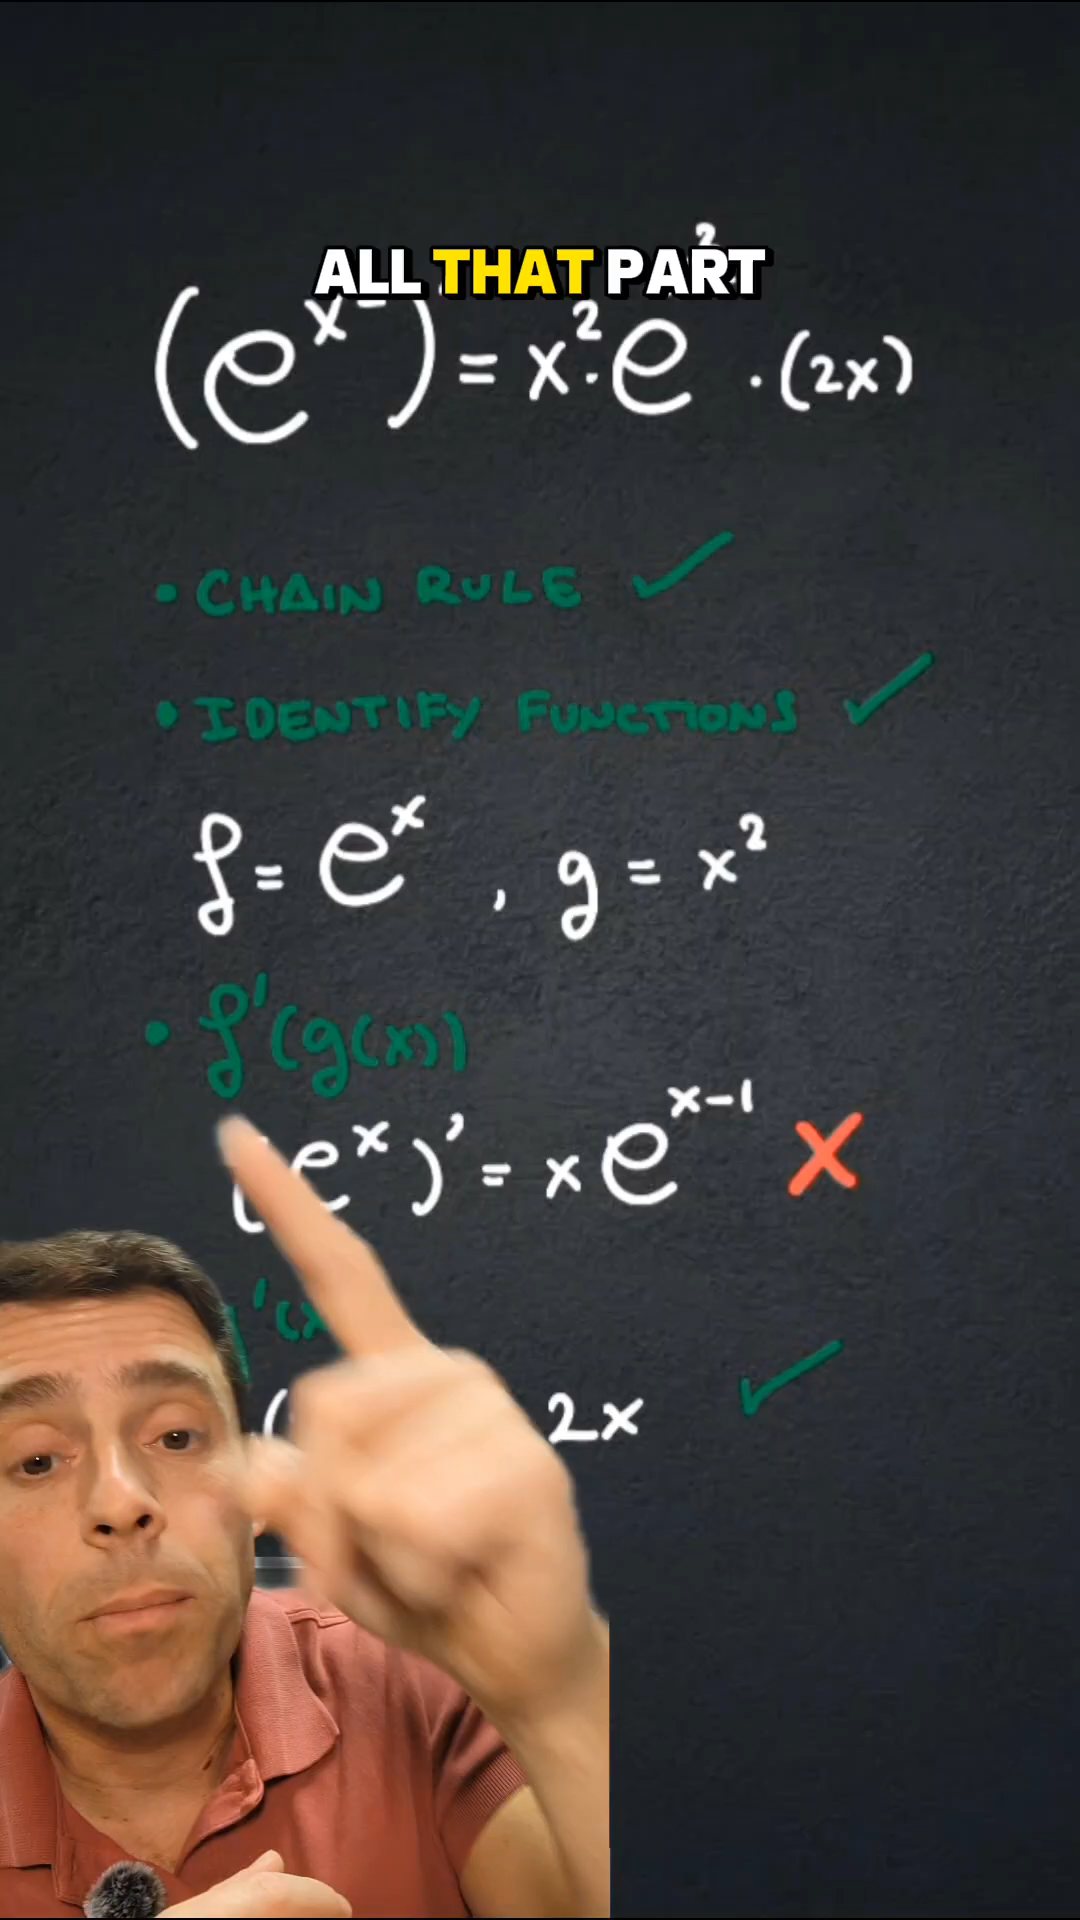 ALL THAT PART
(e^x²)' = x²·e^x² · (2x)
• CHAIN RULE ✓
• IDENTIFY FUNCTIONS ✓
f = e^x , g = x²
• f'(g(x))
(e^x)' = xe^x-1 X
2x ✓